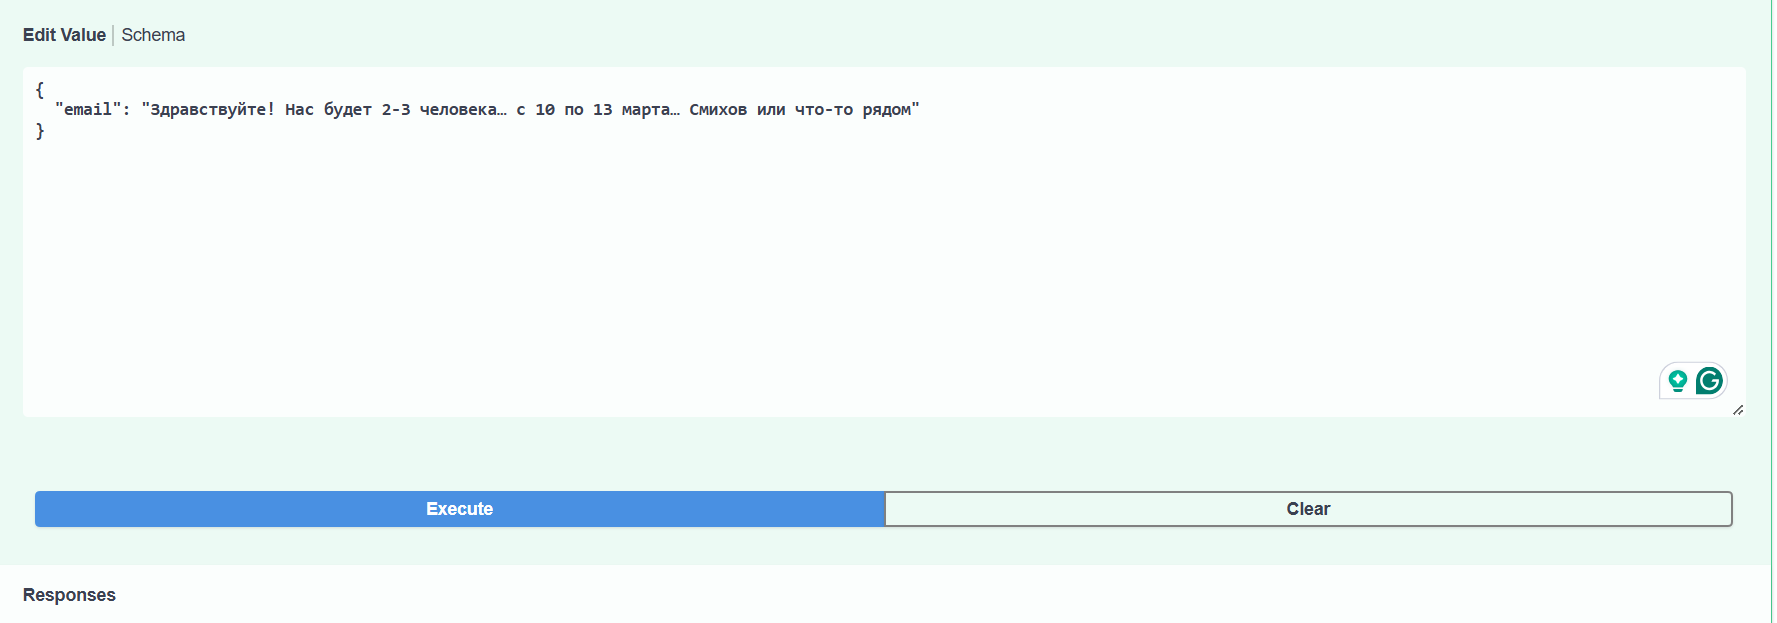 Edit Value | Schema
{
"email": "Здравствуйте! Нас будет 2-3 человека… с 10 по 13 марта… Смихов или что-то рядом"
}
Execute
Clear
Responses